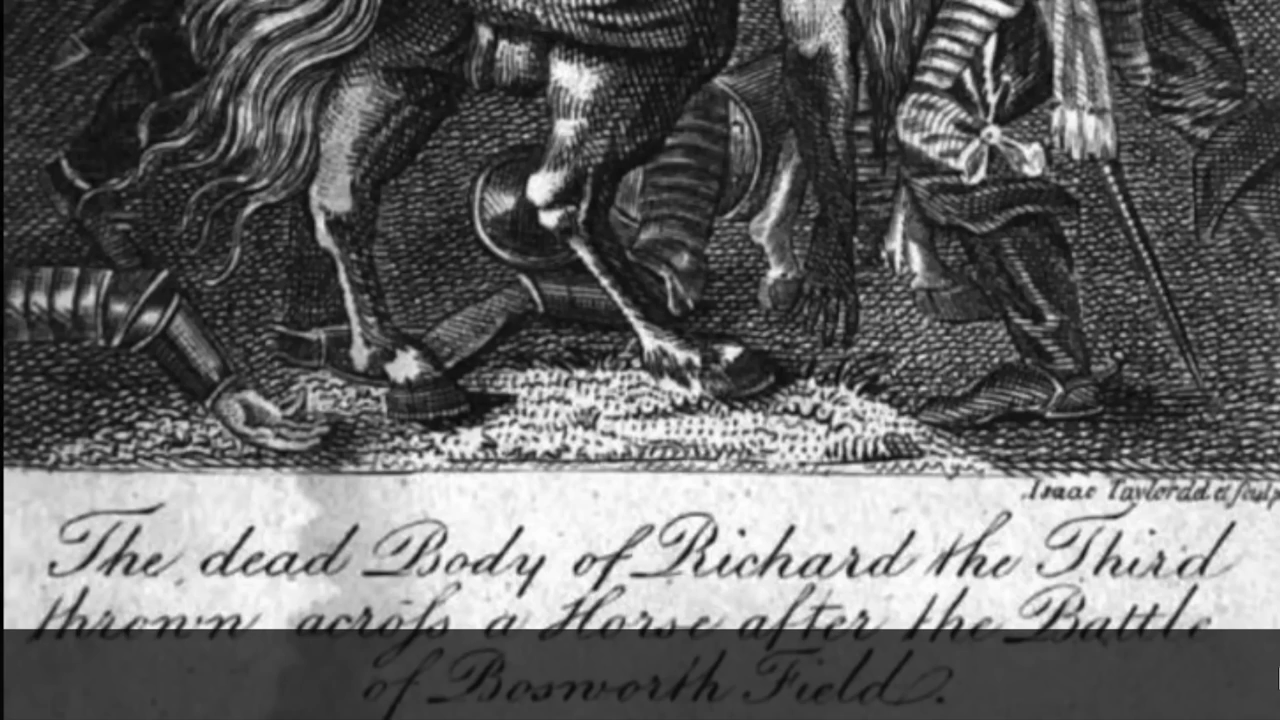 Isaac Taylor del et sculp
The dead Body of Richard the Third
thrown acroſs a Horse after the Battle
of Bosworth Field.